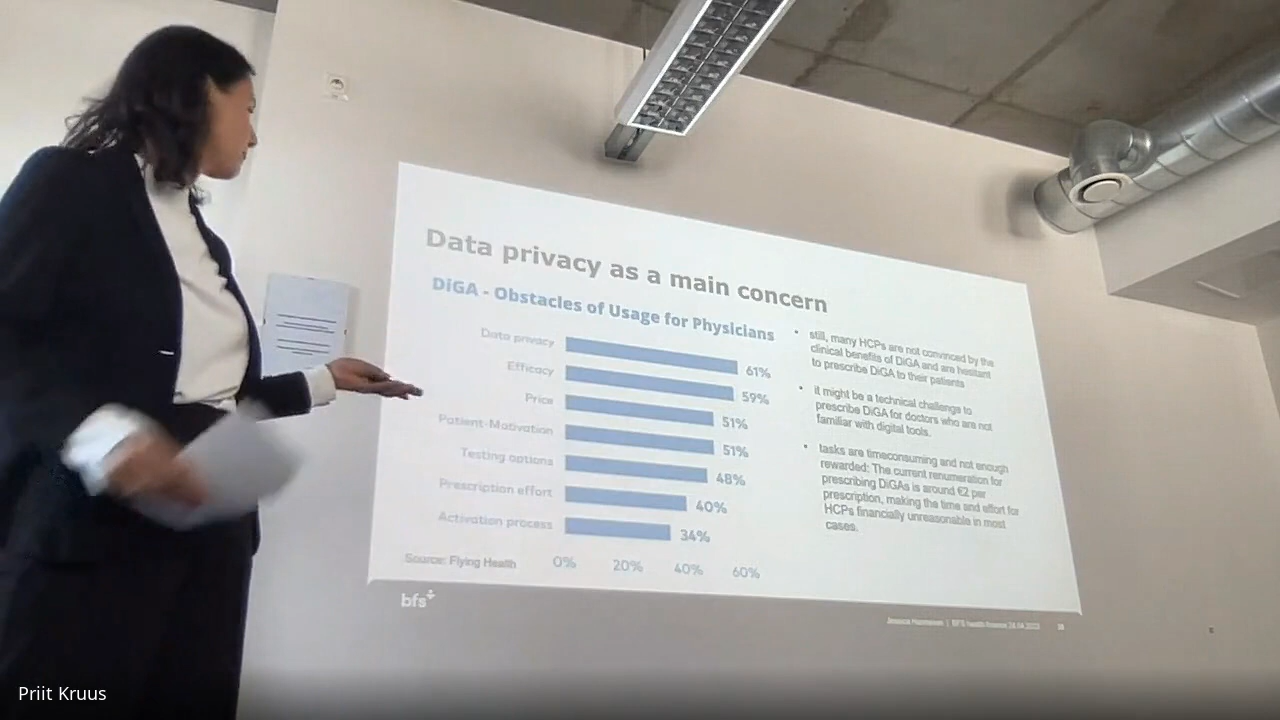 Data privacy as a main concern
DiGA - Obstacles of Usage for Physicians
Data privacy 61%
Efficacy 59%
Price 51%
Patient-Motivation 51%
Testing options 48%
Prescription effort 40%
Activation process 34%
0% 20% 40% 60%
Source: Flying Health
• still, many HCPs are not convinced by the
clinical benefits of DiGA and are hesitant
to prescribe DiGA to their patients
• it might be a technical challenge to
prescribe DiGA for doctors who are not
familiar with digital tools.
• tasks are timeconsuming and not enough
rewarded: The current renumeration for
prescribing DiGAs is around €2 per
prescription, making the time and effort for
HCPs financially unreasonable in most
cases.
bfs
Priit Kruus